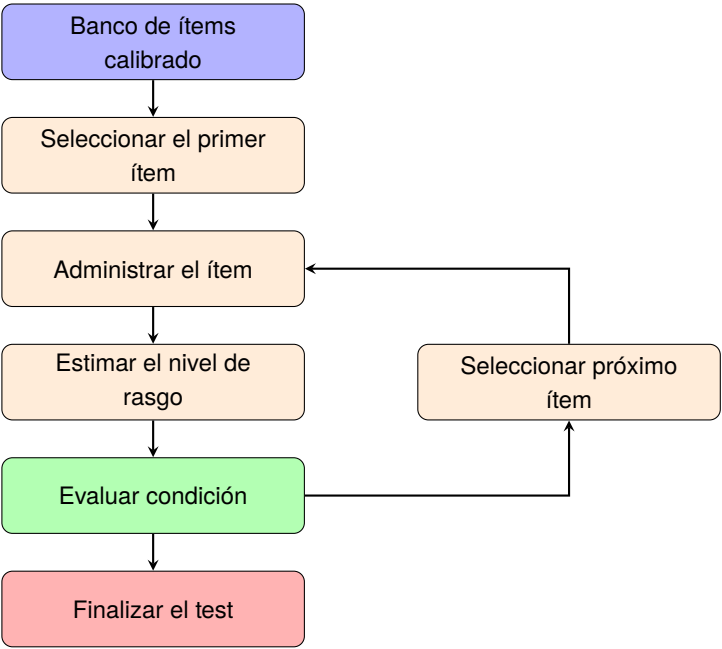 Banco de ítems
calibrado
Seleccionar el primer
ítem
Administrar el ítem
Estimar el nivel de
rasgo
Seleccionar próximo
ítem
Evaluar condición
Finalizar el test